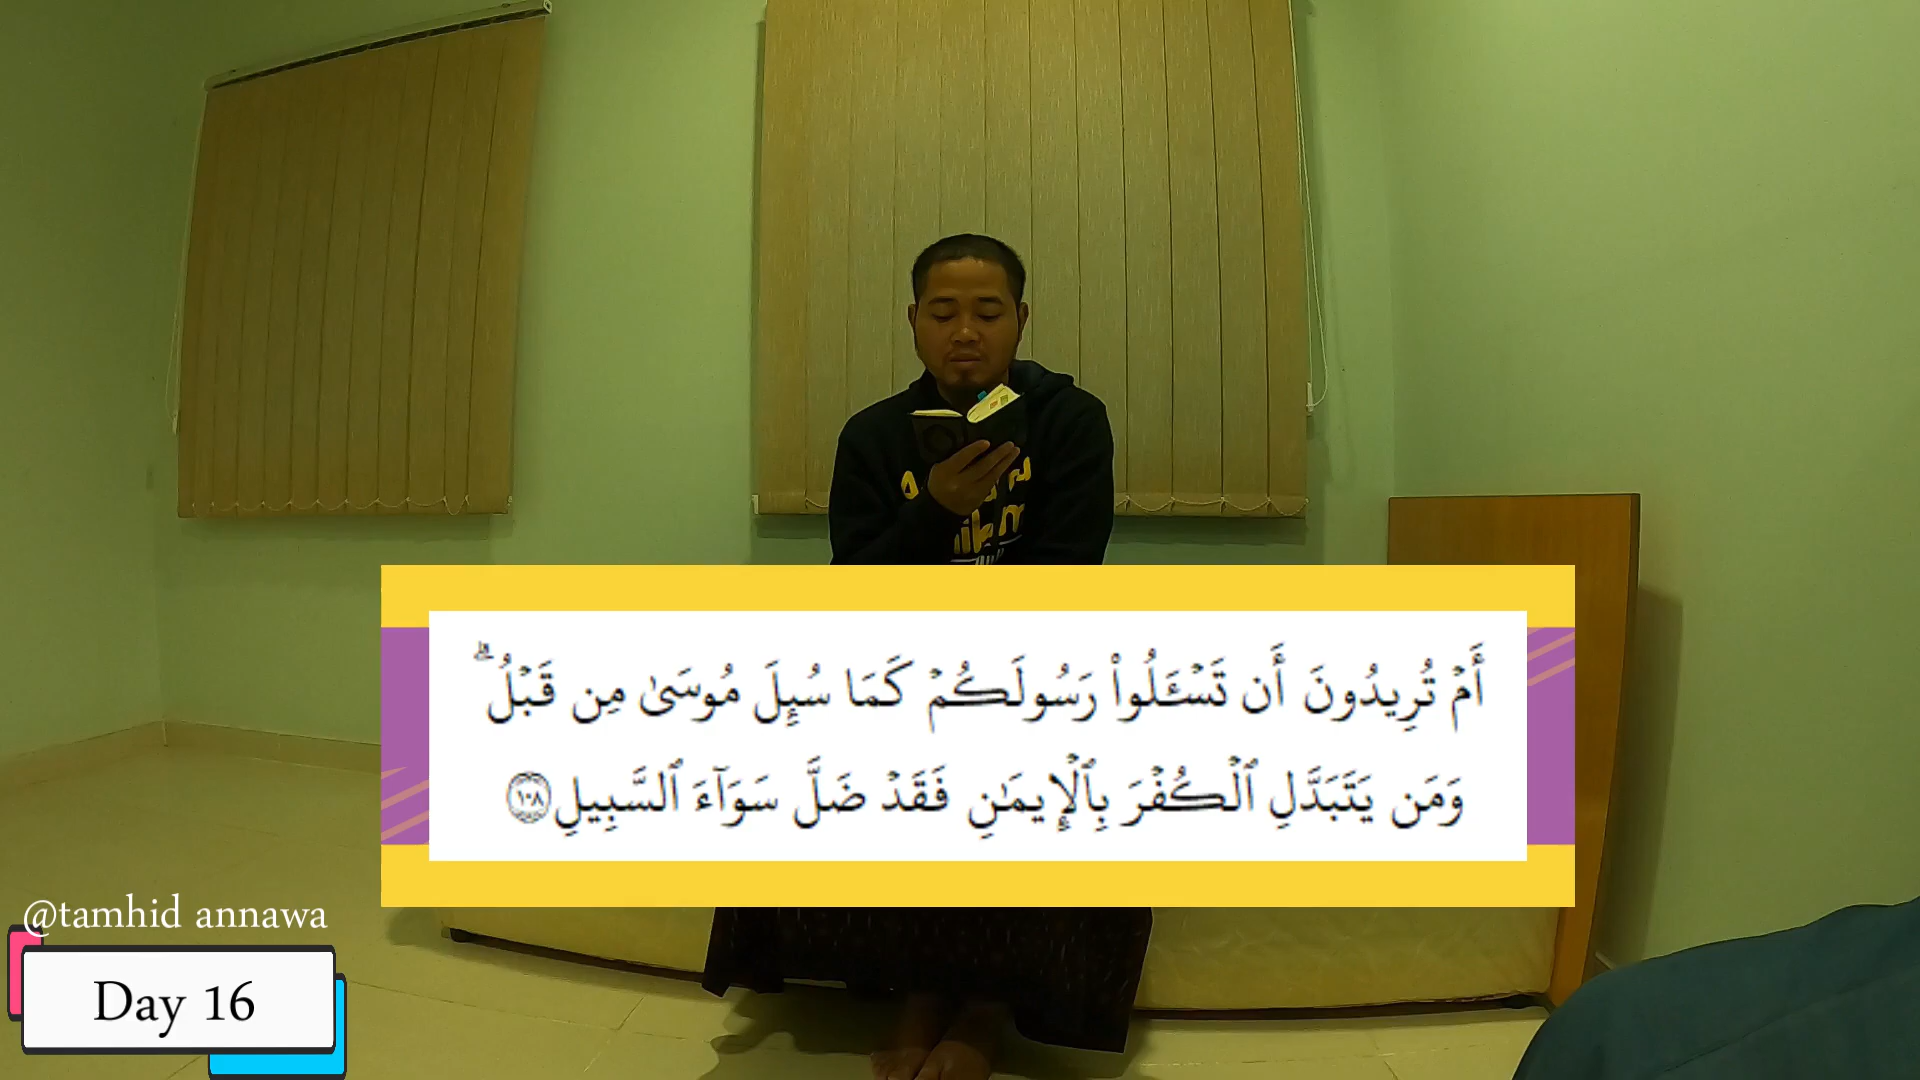 أَمْ تُرِيدُونَ أَن تَسْـَٔلُوا۟ رَسُولَكُمْ كَمَا سُئِلَ مُوسَىٰ مِن قَبْلُ ۗ
وَمَن يَتَبَدَّلِ ٱلْكُفْرَ بِٱلْإِيمَـٰنِ فَقَدْ ضَلَّ سَوَآءَ ٱلسَّبِيلِ ١٠٨
@tamhid annawa
Day 16